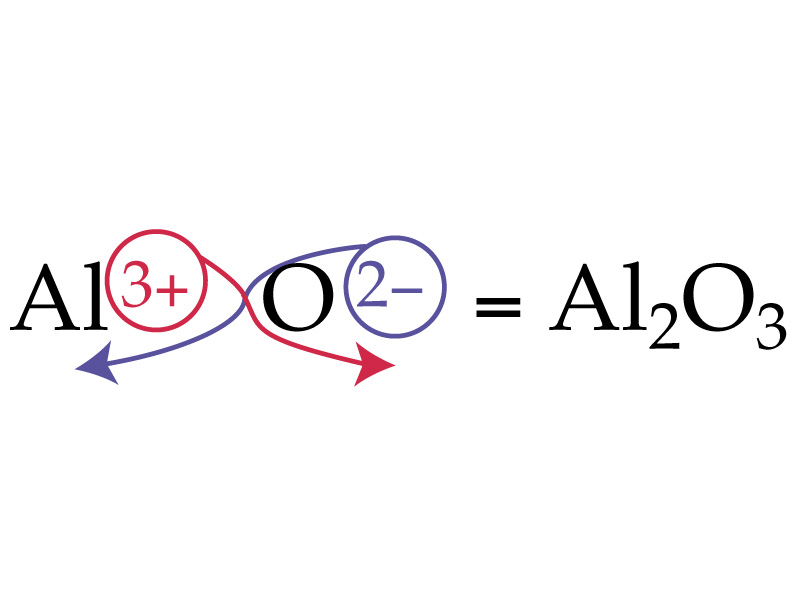 Al3+ O2− = Al2O3